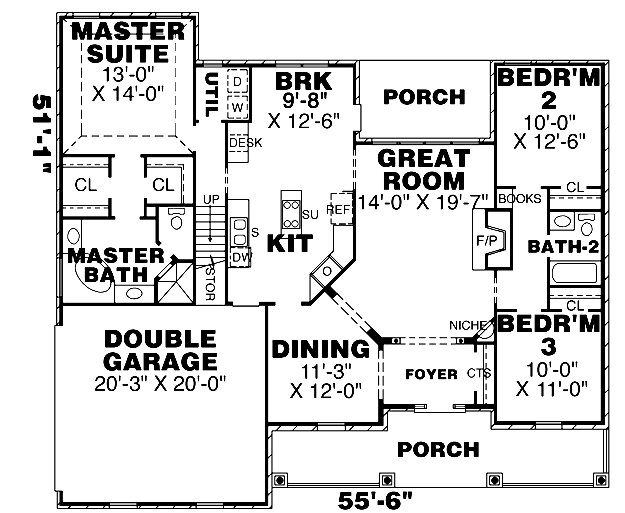 MASTER
SUITE
13'-0"
X 14'-0"
UTIL
D
W
BRK
9'-8"
X 12'-6"
PORCH
BEDR'M
2
10'-0"
X 12'-6"
51'-1"
DESK
GREAT
ROOM
14'-0" X 19'-7"
CL
CL
UP
CL
BOOKS
SU
REF
S
KIT
DW
F/P
BATH-2
MASTER
BATH
STOR
CL
NICHE
BEDR'M
3
10'-0"
X 11'-0"
DOUBLE
GARAGE
20'-3" X 20'-0"
DINING
11'-3"
X 12'-0"
FOYER
CTS
PORCH
55'-6"